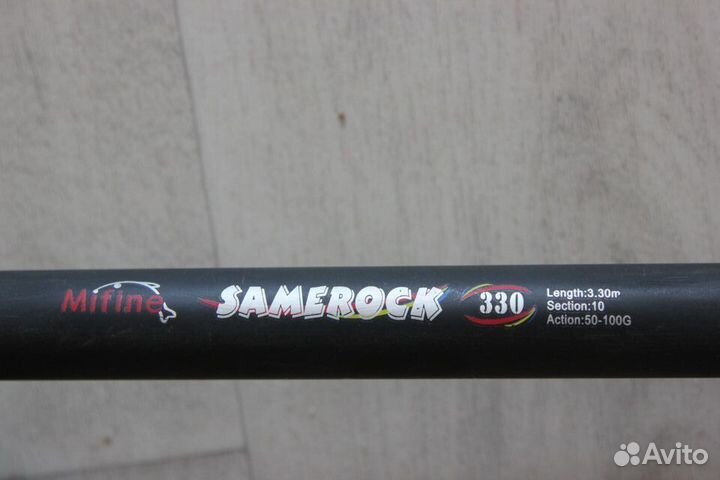 Mifine SAMEROCK 330
Length:3.30m
Section:10
Action:50-100G
Avito